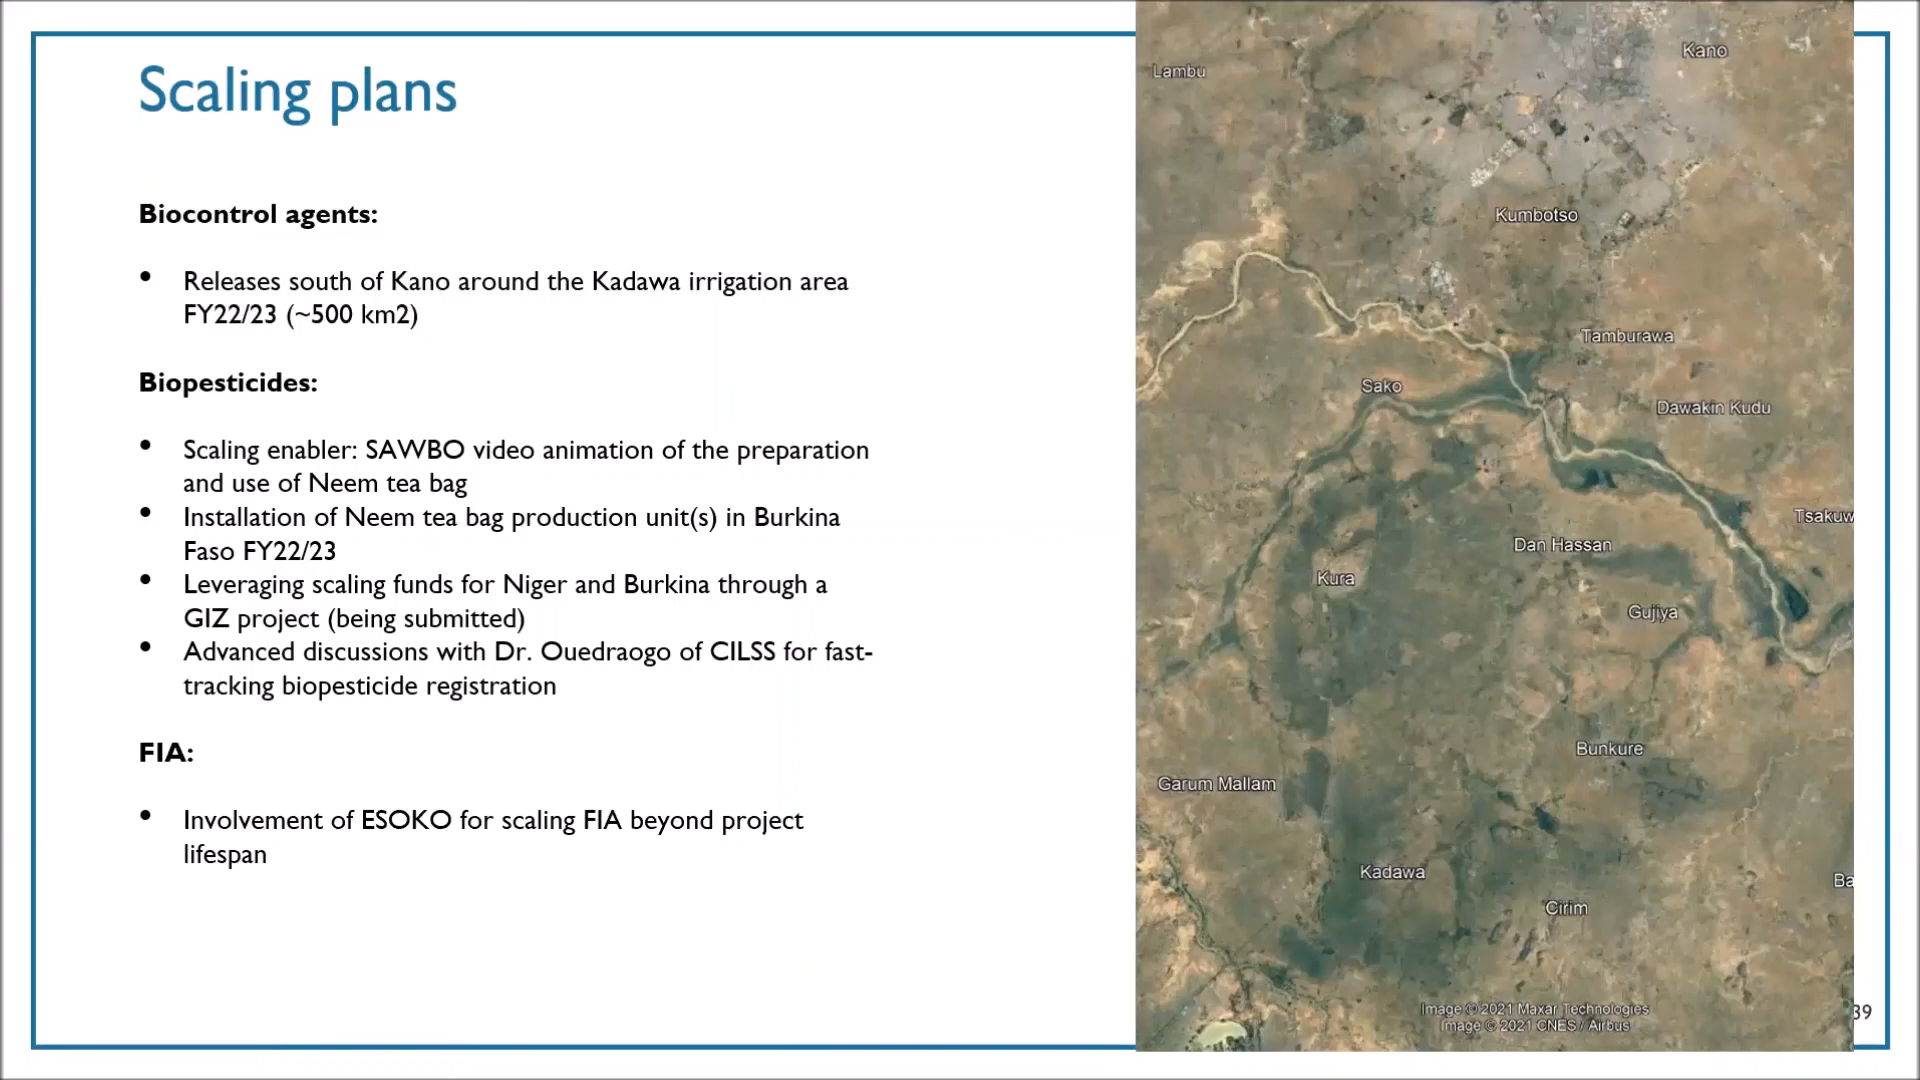 Scaling plans
Biocontrol agents:
• Releases south of Kano around the Kadawa irrigation area
FY22/23 (~500 km2)
Biopesticides:
• Scaling enabler: SAWBO video animation of the preparation
and use of Neem tea bag
• Installation of Neem tea bag production unit(s) in Burkina
Faso FY22/23
• Leveraging scaling funds for Niger and Burkina through a
GIZ project (being submitted)
• Advanced discussions with Dr. Ouedraogo of CILSS for fast-
tracking biopesticide registration
FIA:
• Involvement of ESOKO for scaling FIA beyond project
lifespan
Kano
Lambu
Kumbotso
Tamburawa
Sako
Dawakin Kudu
Tsakuw
Dan Hassan
Kura
Gujiya
Bunkure
Garum Mallam
Kadawa
Ba
Cirim
Image © 2021 Maxar Technologies
Image © 2021 CNES / Airbus
39